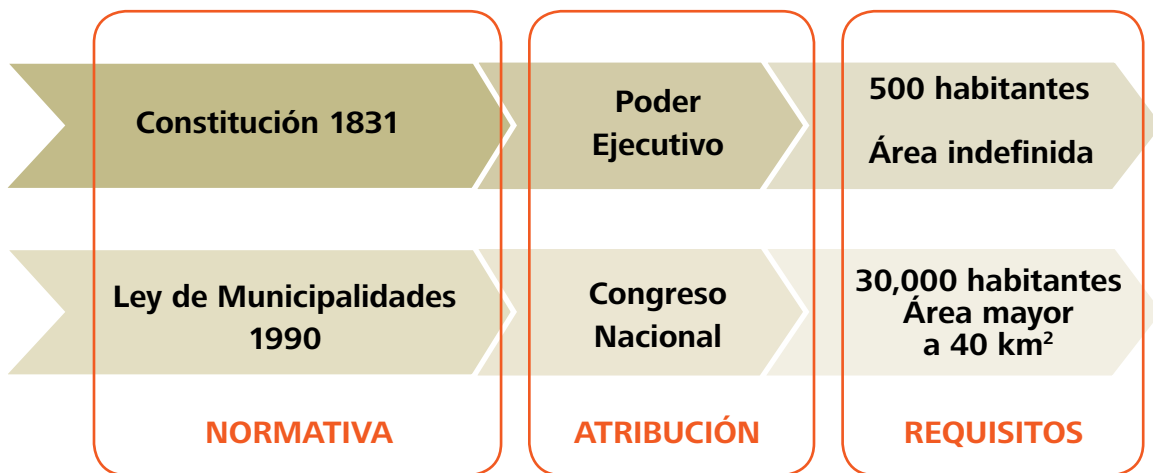 Constitución 1831
Poder
Ejecutivo
500 habitantes
Área indefinida
Ley de Municipalidades
1990
Congreso
Nacional
30,000 habitantes
Área mayor
a 40 km²
NORMATIVA
ATRIBUCIÓN
REQUISITOS